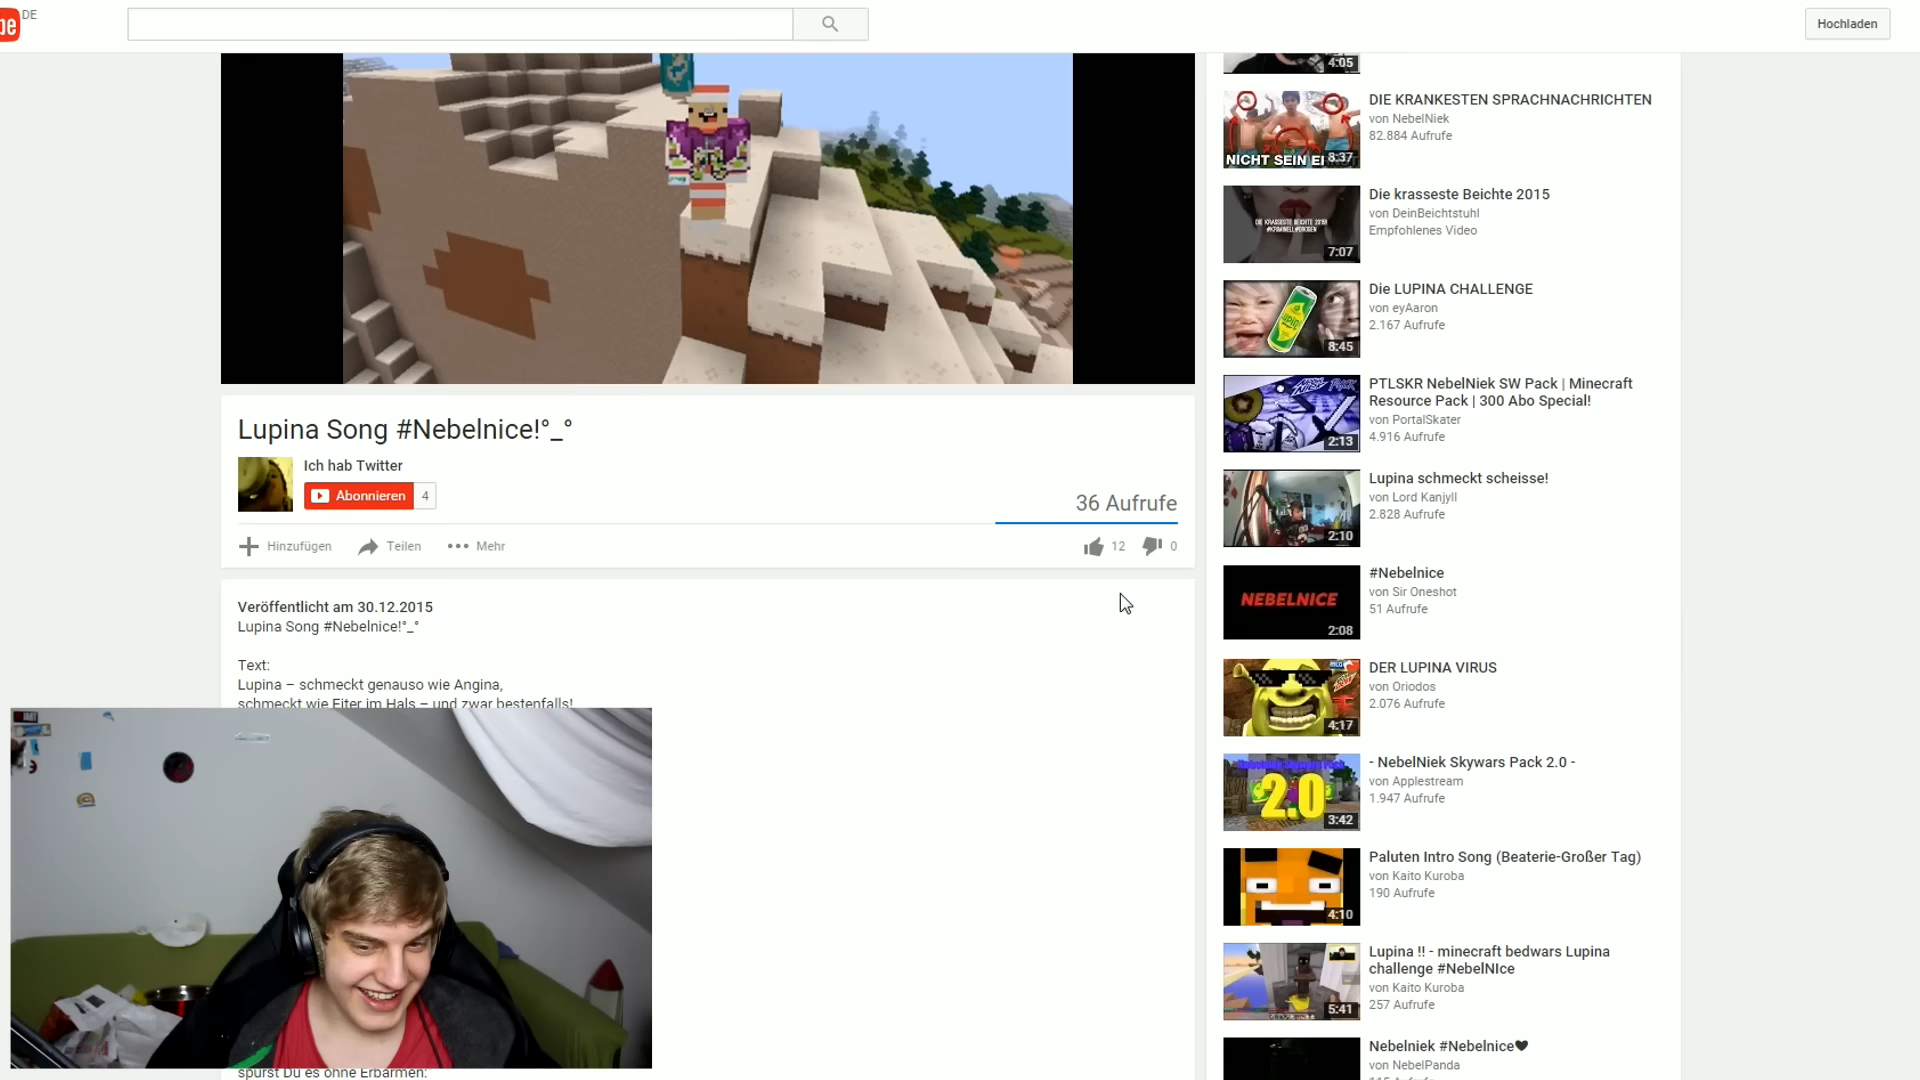 be DE
Hochladen
Lupina Song #Nebelnice!°_°
Ich hab Twitter
Abonnieren 4
36 Aufrufe
Hinzufügen Teilen Mehr 12 0
Veröffentlicht am 30.12.2015
Lupina Song #Nebelnice!°_°
Text:
Lupina – schmeckt genauso wie Angina,
schmeckt wie Eiter im Hals – und zwar bestenfalls!
spürst Du es ohne Erbarmen:
4:05
DIE KRANKESTEN SPRACHNACHRICHTEN
von NebelNiek
82.884 Aufrufe
NICHT SEIN 8:37
Die krasseste Beichte 2015
von DeinBeichtstuhl
Empfohlenes Video
DIE KRASSESTE BEICHTE 2015!
#KRIMINELL#DROGEN
7:07
Die LUPINA CHALLENGE
von eyAaron
2.167 Aufrufe
8:45
PTLSKR NebelNiek SW Pack | Minecraft
Resource Pack | 300 Abo Special!
von PortalSkater
4.916 Aufrufe
2:13
Lupina schmeckt scheisse!
von Lord Kanjyll
2.828 Aufrufe
2:10
#Nebelnice
von Sir Oneshot
51 Aufrufe
NEBELNICE
2:08
DER LUPINA VIRUS
von Oriodos
2.076 Aufrufe
4:17
- NebelNiek Skywars Pack 2.0 -
von Applestream
1.947 Aufrufe
2.0
3:42
Paluten Intro Song (Beaterie-Großer Tag)
von Kaito Kuroba
190 Aufrufe
4:10
Lupina !! - minecraft bedwars Lupina
challenge #NebelNIce
von Kaito Kuroba
257 Aufrufe
5:41
Nebelniek #Nebelnice♥
von NebelPanda